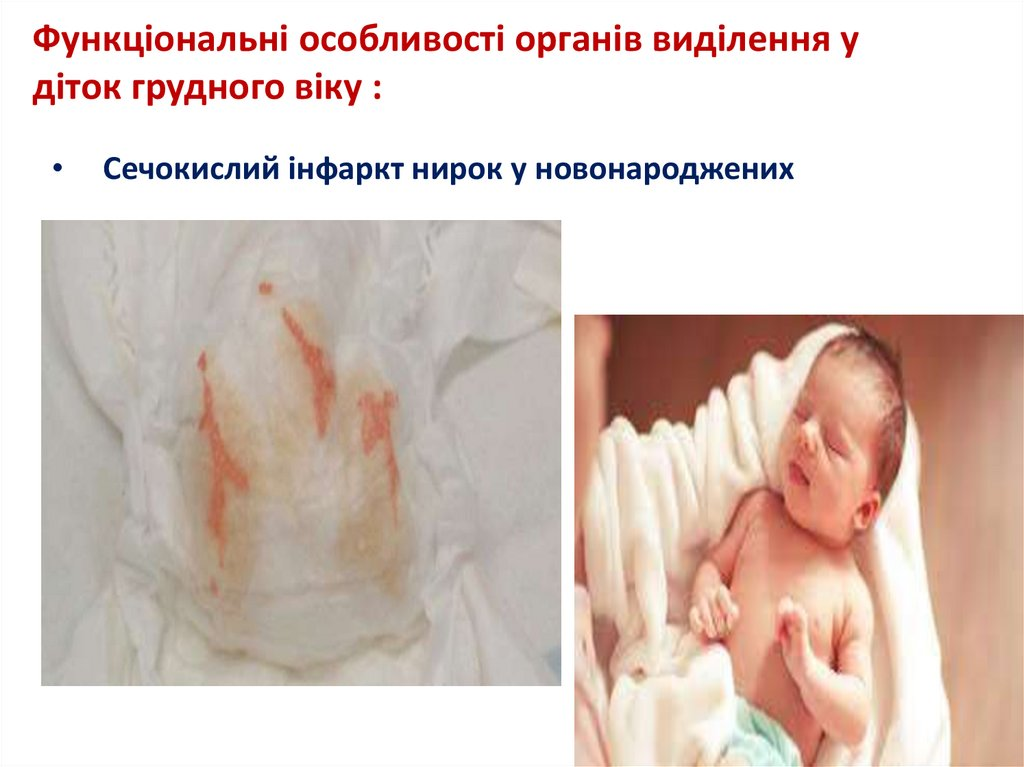 Функціональні особливості органів виділення у
діток грудного віку :
• Сечокислий інфаркт нирок у новонароджених